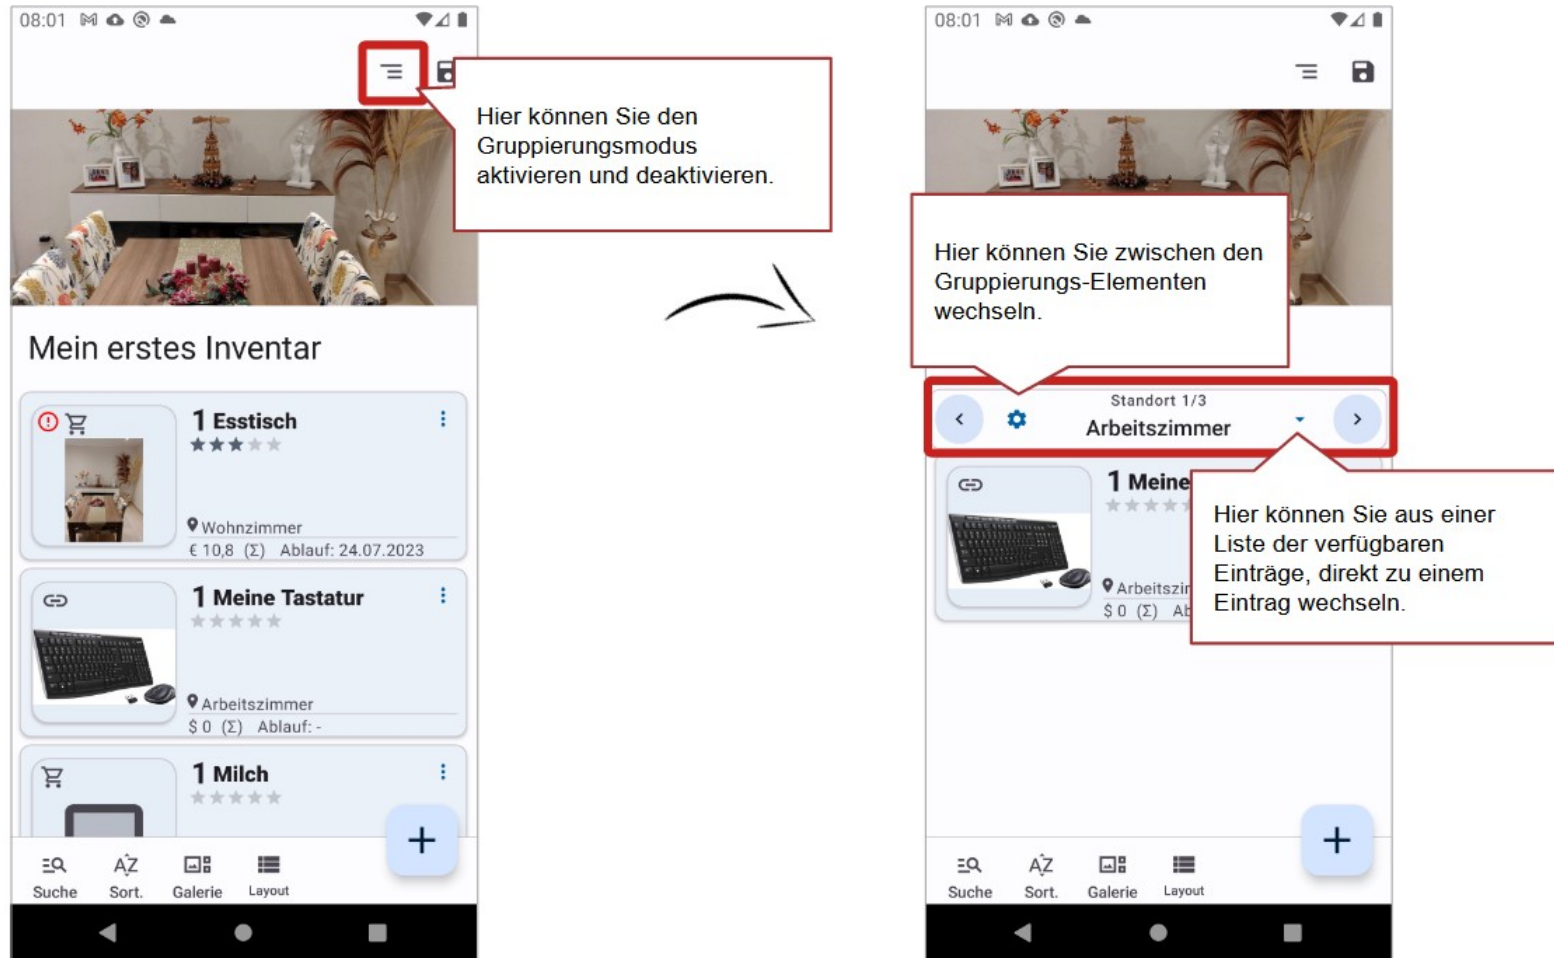 08:01
Hier können Sie den
Gruppierungsmodus
aktivieren und deaktivieren.
Mein erstes Inventar
1 Esstisch
Wohnzimmer
€ 10,8 (Σ) Ablauf: 24.07.2023
1 Meine Tastatur
Arbeitszimmer
$ 0 (Σ) Ablauf: -
1 Milch
+
AZ
Suche Sort. Galerie Layout
08:01
Hier können Sie zwischen den
Gruppierungs-Elementen
wechseln.
Standort 1/3
Arbeitszimmer
1 Meine
Hier können Sie aus einer
Liste der verfügbaren
Einträge, direkt zu einem
Eintrag wechseln.
$ 0 (Σ)
+
AZ
Suche Sort. Galerie Layout